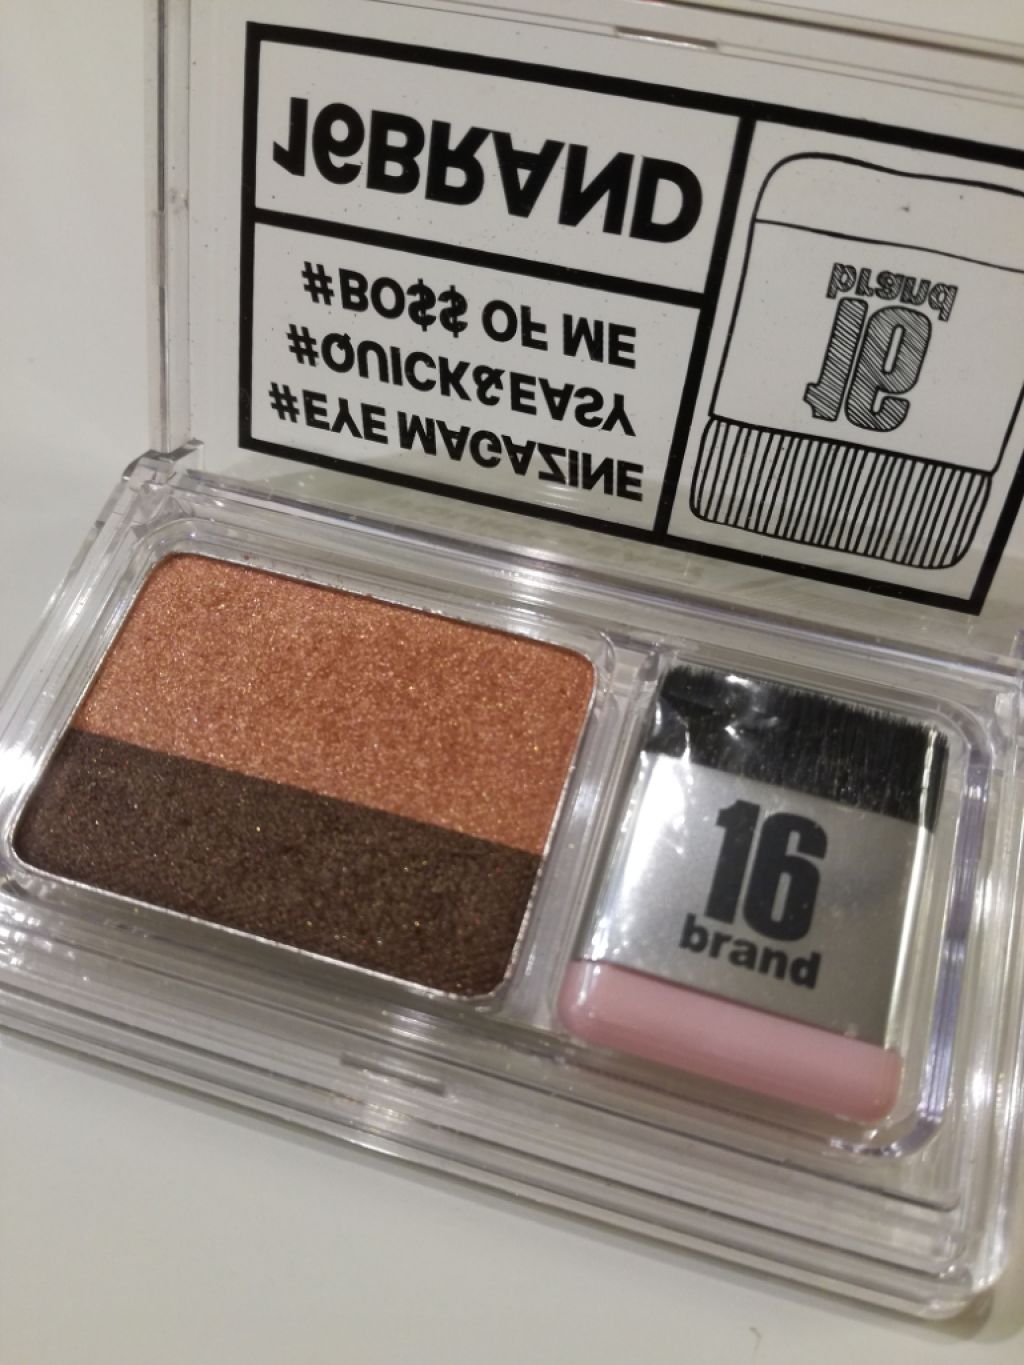 16BRAND
#BO$$ OF ME
#QUICK&EASY
#EYE MAGAZINE
brand
16
16
brand